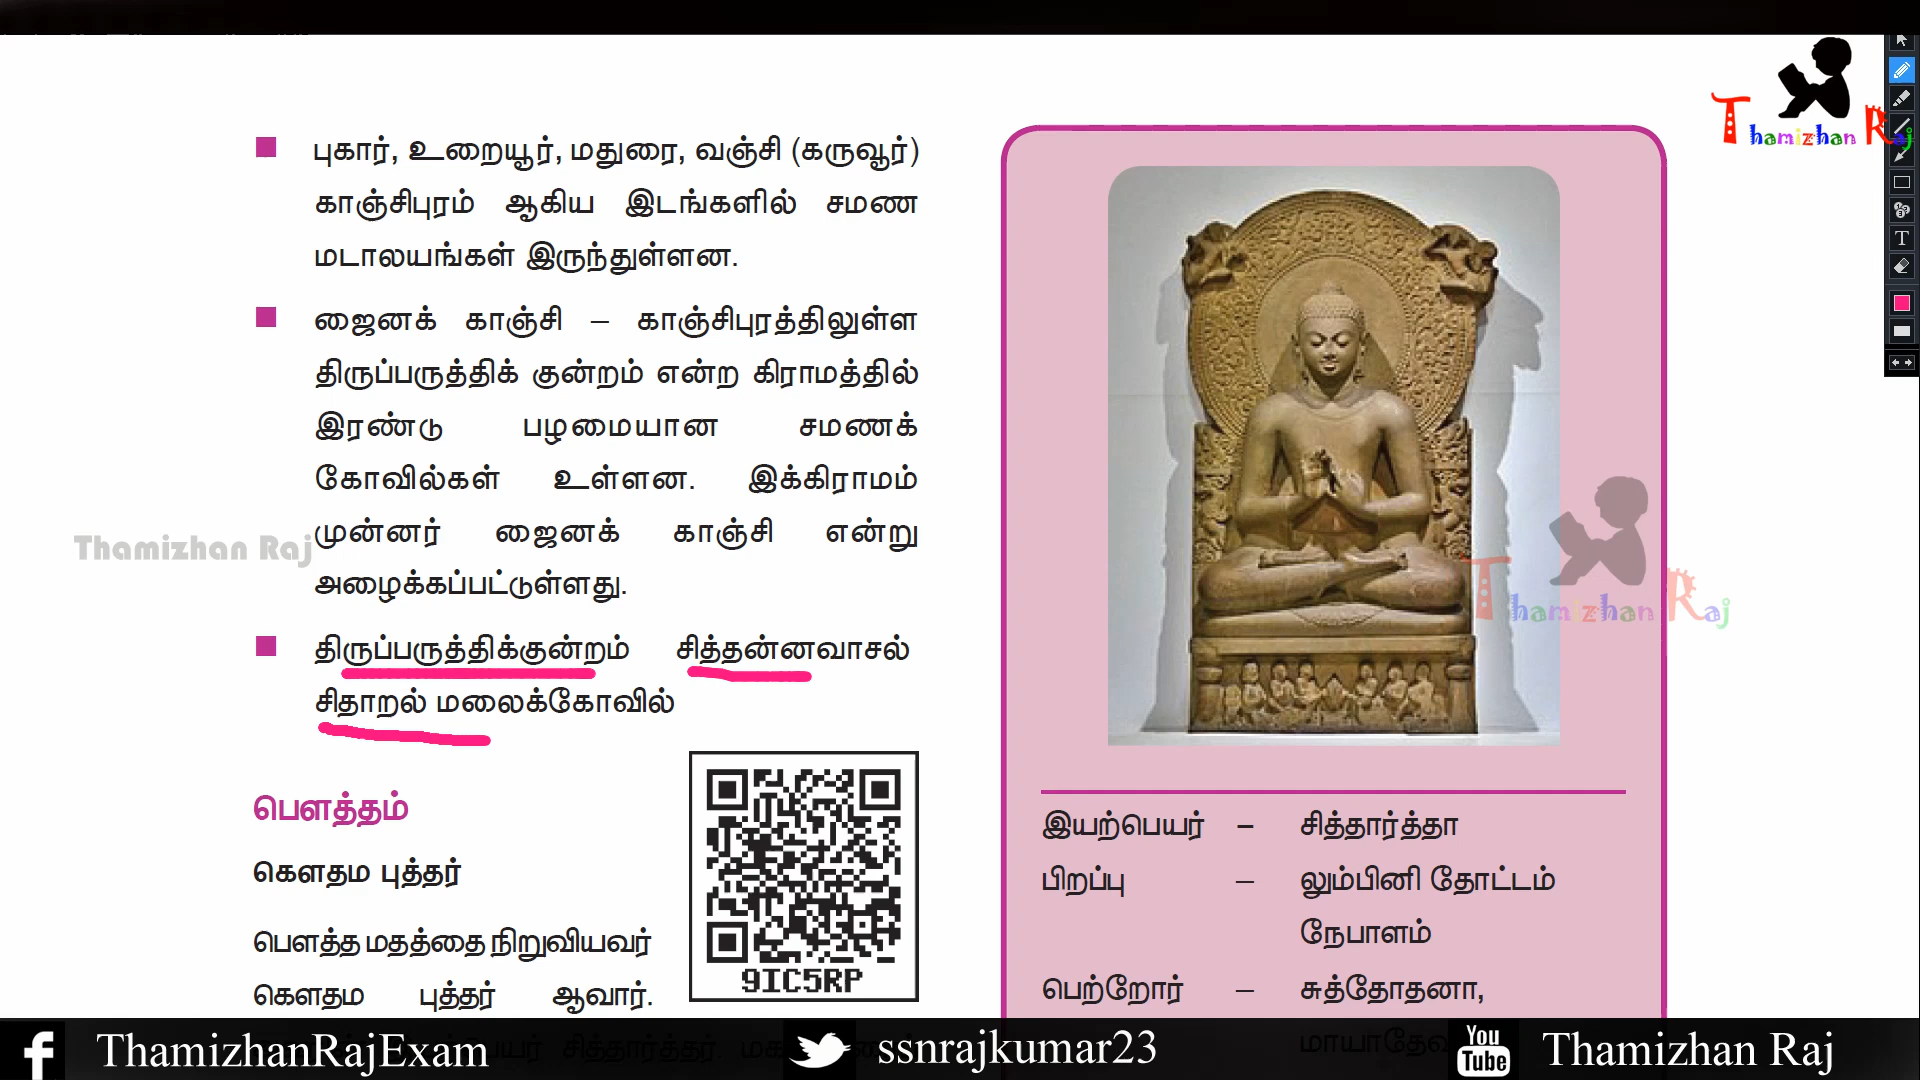 Thamizhan Raj
புகார், உறையூர், மதுரை, வஞ்சி (கருவூர்)
காஞ்சிபுரம் ஆகிய இடங்களில் சமண
மடாலயங்கள் இருந்துள்ளன.
ஜைனக் காஞ்சி – காஞ்சிபுரத்திலுள்ள
திருப்பருத்திக் குன்றம் என்ற கிராமத்தில்
இரண்டு பழமையான சமணக்
கோவில்கள் உள்ளன. இக்கிராமம்
முன்னர் ஜைனக் காஞ்சி என்று
அழைக்கப்பட்டுள்ளது.
Thamizhan Raj
திருப்பருத்திக்குன்றம் சித்தன்னவாசல்
சிதாறல் மலைக்கோவில்
பௌத்தம்
கௌதம புத்தர்
பௌத்த மதத்தை நிறுவியவர்
கௌதம புத்தர் ஆவார்.
9IC5RP
Thamizhan Raj
இயற்பெயர் – சித்தார்த்தா
பிறப்பு – லும்பினி தோட்டம்
நேபாளம்
பெற்றோர் – சுத்தோதனா,
ThamizhanRajExam
ssnrajkumar23
You Tube
Thamizhan Raj